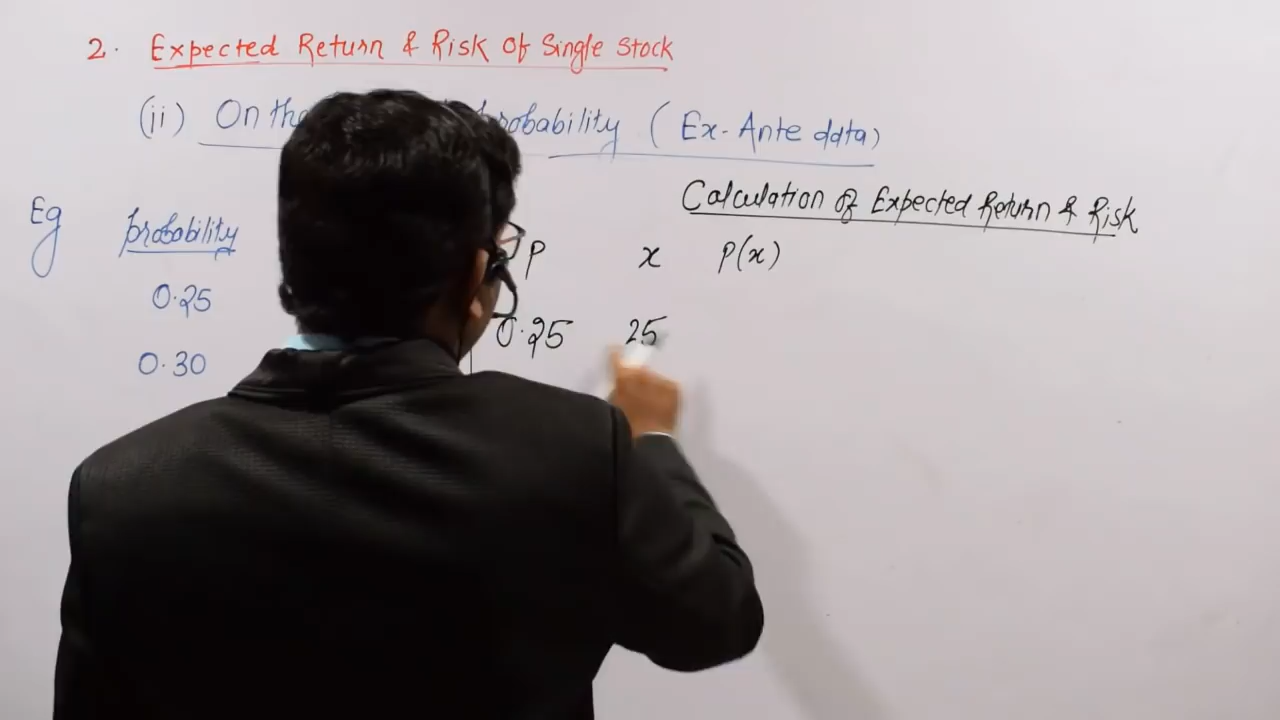 2. Expected Return & Risk Of Single Stock
(ii) On the probability (Ex-Ante data)
Calculation of Expected Return & Risk
Eg probability P x P(x)
0.25 0.25 25
0.30